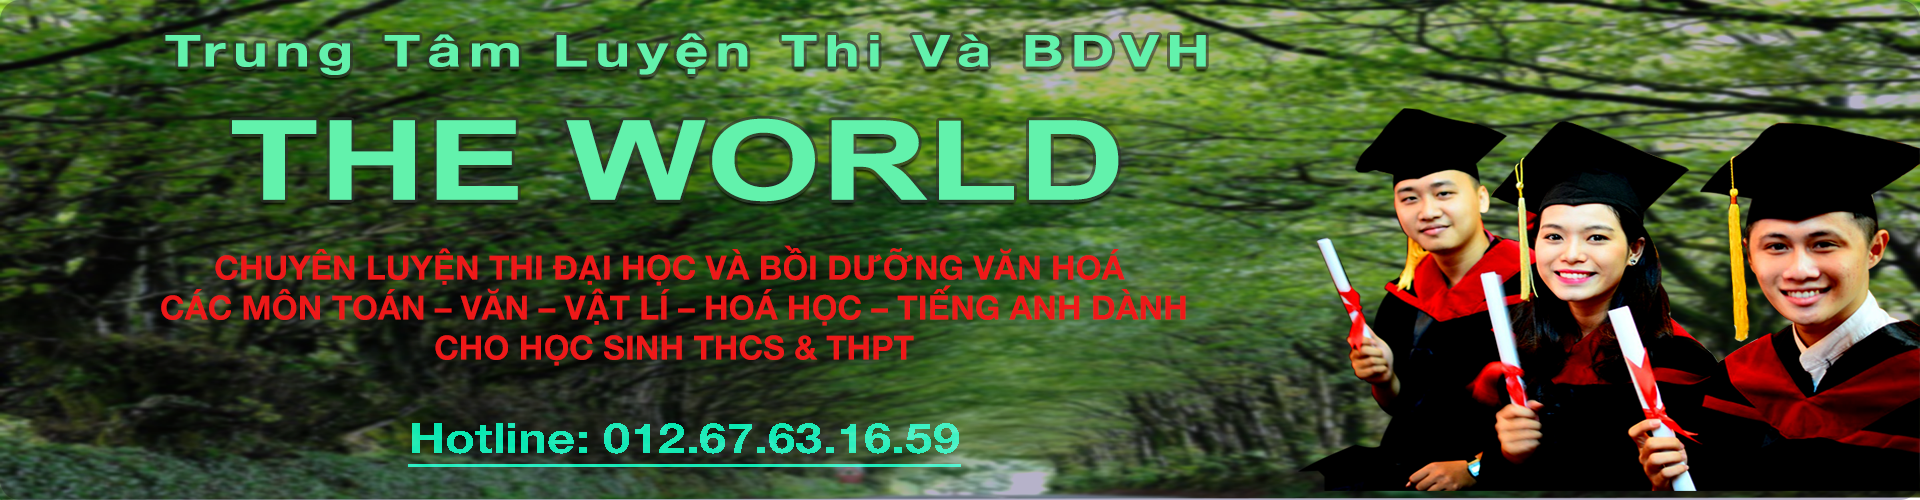 Trung Tâm Luyện Thi Và BDVH
THE WORLD
CHUYÊN LUYỆN THI ĐẠI HỌC VÀ BỒI DƯỠNG VĂN HOÁ
CÁC MÔN TOÁN – VĂN – VẬT LÍ – HOÁ HỌC – TIẾNG ANH DÀNH
CHO HỌC SINH THCS & THPT
Hotline: 012.67.63.16.59